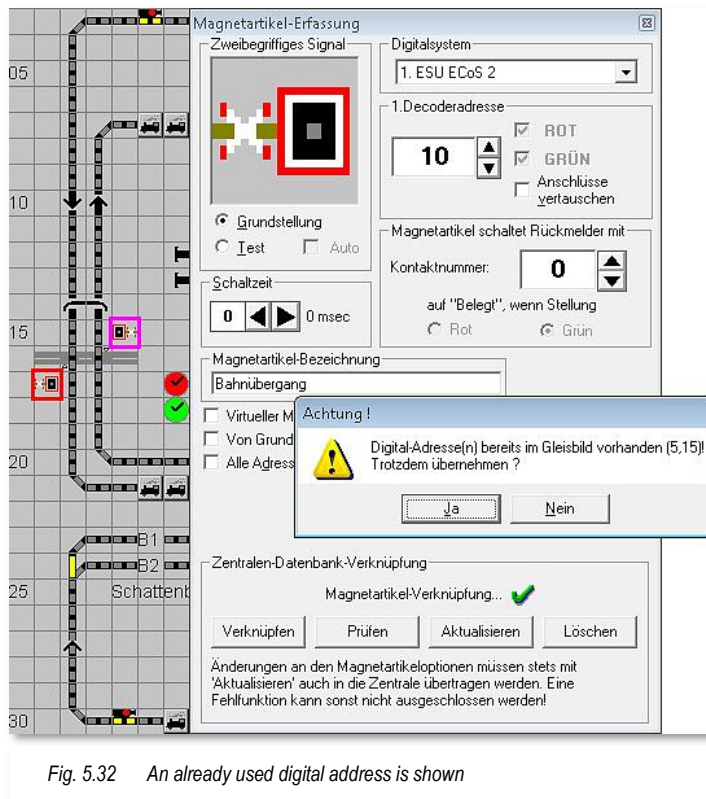 Magnetartikel-Erfassung
Zweibegriffiges Signal
Grundstellung
Test
Auto
Schaltzeit
0
0 msec
Digitalsystem
1. ESU ECoS 2
1.Decoderadresse
10
ROT
GRÜN
Anschlüsse
vertauschen
Magnetartikel schaltet Rückmelder mit
Kontaktnummer:
0
auf "Belegt", wenn Stellung
Rot
Grün
Magnetartikel-Bezeichnung
Bahnübergang
Virtueller M
Von Grund
Alle Adress
Achtung !
Digital-Adresse(n) bereits im Gleisbild vorhanden (5,15)!
Trotzdem übernehmen ?
Ja
Nein
Zentralen-Datenbank-Verknüpfung
Magnetartikel-Verknüpfung...
Verknüpfen
Prüfen
Aktualisieren
Löschen
Änderungen an den Magnetartikeloptionen müssen stets mit
'Aktualisieren' auch in die Zentrale übertragen werden. Eine
Fehlfunktion kann sonst nicht ausgeschlossen werden!
05
10
15
20
B1
B2
25
Schattenb
30
Fig. 5.32 An already used digital address is shown